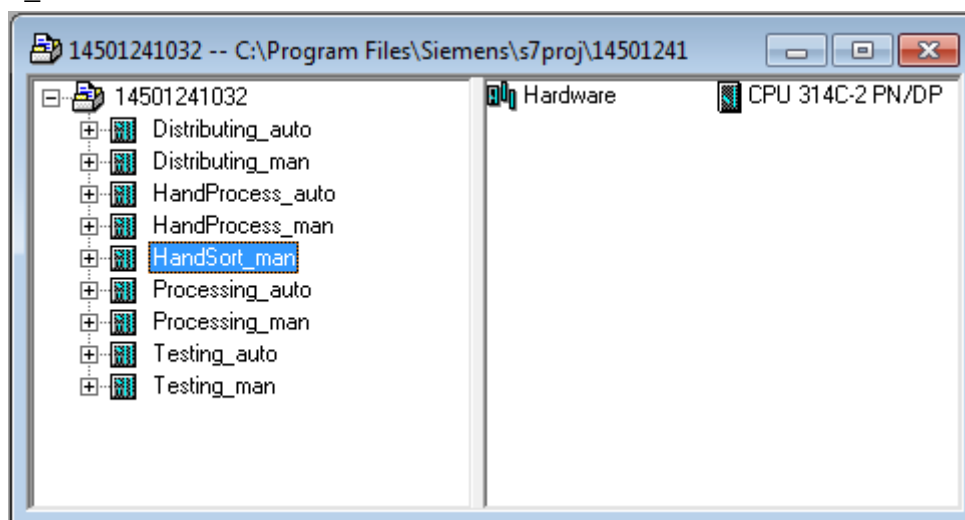 14501241032 -- C:\Program Files\Siemens\s7proj\14501241
14501241032
Hardware
CPU 314C-2 PN/DP
Distributing_auto
Distributing_man
HandProcess_auto
HandProcess_man
HandSort_man
Processing_auto
Processing_man
Testing_auto
Testing_man